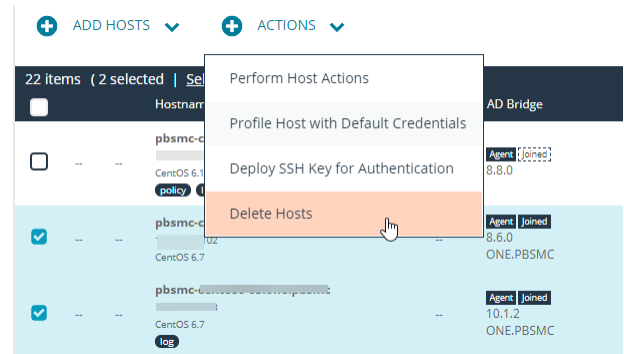 ADD HOSTS ACTIONS
22 items ( 2 selected | Sel
Perform Host Actions
Profile Host with Default Credentials
Deploy SSH Key for Authentication
Delete Hosts
Hostnam AD Bridge
pbsmc-c
-- -- Agent Joined
CentOS 6.1 8.8.0
policy
pbsmc-c Agent Joined
-- -- 102 -- 8.6.0
CentOS 6.7 ONE.PBSMC
pbsmc- Agent Joined
-- -- -- 10.1.2
CentOS 6.7 ONE.PBSMC
log